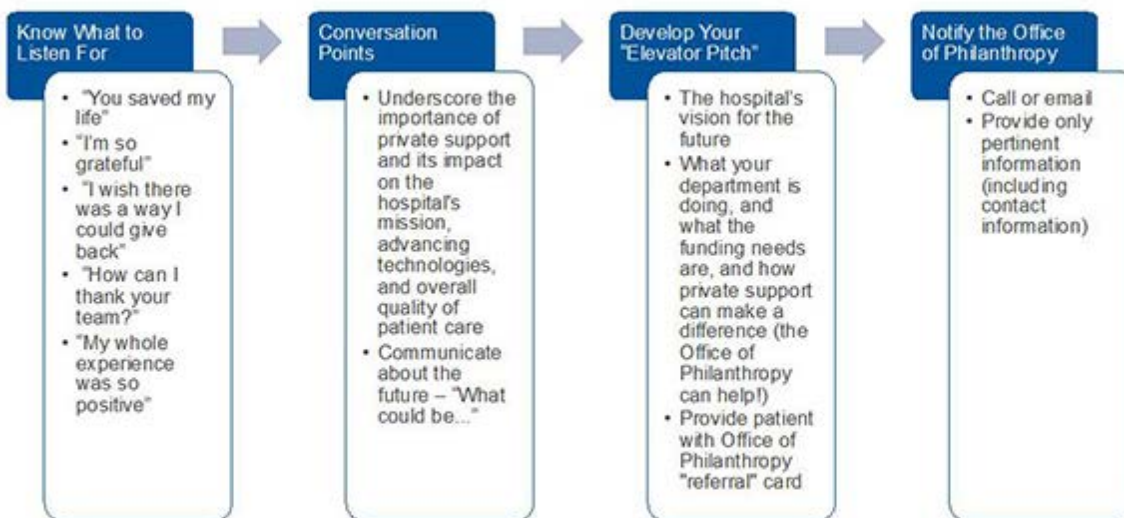 Know What to
Listen For
• "You saved my
life"
• "I'm so
grateful"
• "I wish there
was a way I
could give
back"
• "How can I
thank your
team?"
• "My whole
experience
was so
positive"
Conversation
Points
• Underscore the
importance of
private support
and its impact
on the
hospital's
mission,
advancing
technologies,
and overall
quality of
patient care
• Communicate
about the
future – "What
could be..."
Develop Your
"Elevator Pitch"
• The hospital's
vision for the
future
• What your
department is
doing, and
what the
funding needs
are, and how
private support
can make a
difference (the
Office of
Philanthropy
can help!)
• Provide patient
with Office of
Philanthropy
"referral" card
Notify the Office
of Philanthropy
• Call or email
• Provide only
pertinent
information
(including
contact
information)